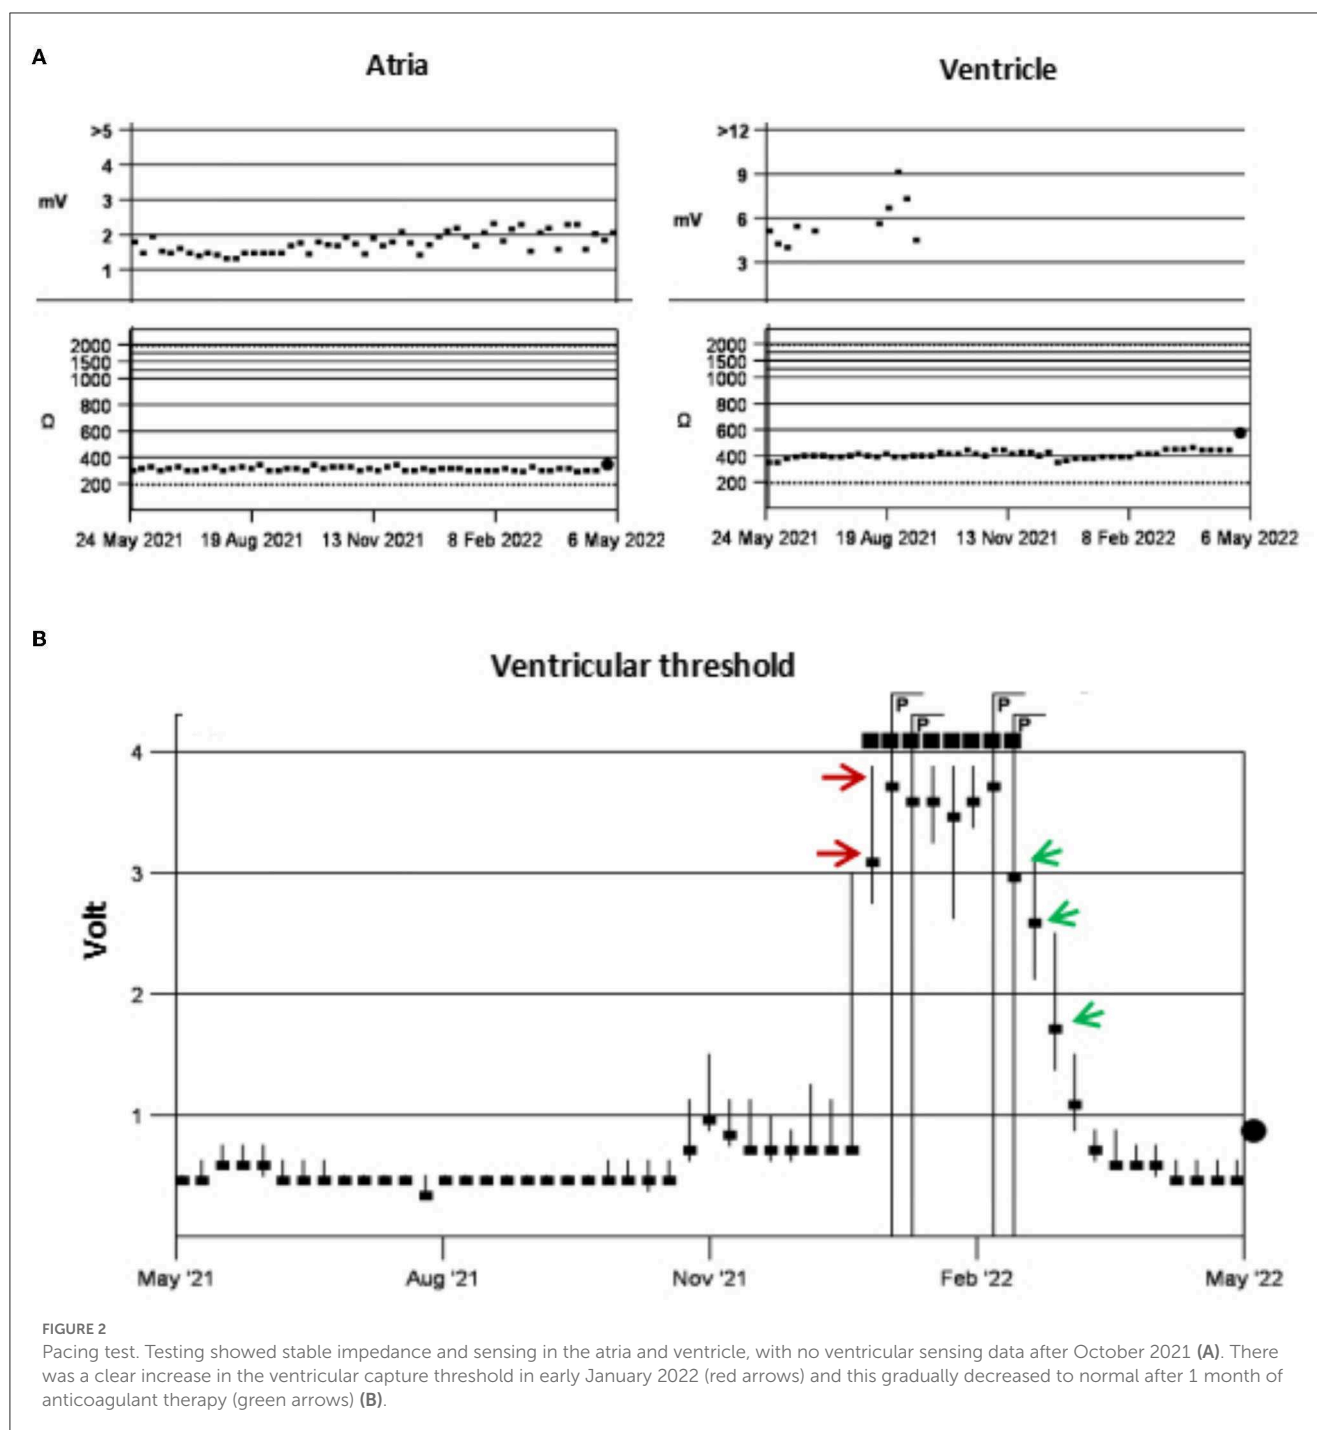 A
Atria
Ventricle
>5
4
3
2
1
mV
>12
9
6
3
mV
2000
1500
1000
800
600
400
200
Ω
24 May 2021 19 Aug 2021 13 Nov 2021 8 Feb 2022 6 May 2022
2000
1500
1000
800
600
400
200
Ω
24 May 2021 19 Aug 2021 13 Nov 2021 8 Feb 2022 6 May 2022
B
Ventricular threshold
P
P
P
P
4
3
2
1
Volt
May '21 Aug '21 Nov '21 Feb '22 May '22
FIGURE 2
Pacing test. Testing showed stable impedance and sensing in the atria and ventricle, with no ventricular sensing data after October 2021 (A). There
was a clear increase in the ventricular capture threshold in early January 2022 (red arrows) and this gradually decreased to normal after 1 month of
anticoagulant therapy (green arrows) (B).